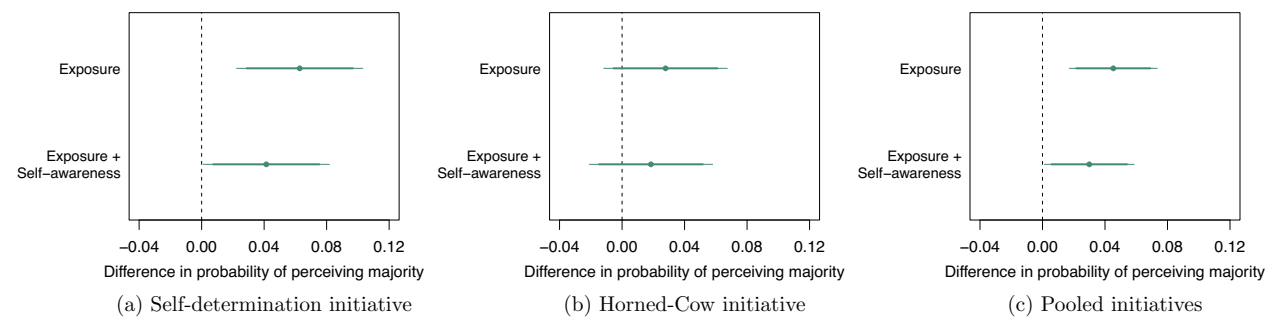 Exposure
Exposure +
Self−awareness
−0.04 0.00 0.04 0.08 0.12
Difference in probability of perceiving majority
(a) Self-determination initiative
Exposure
Exposure +
Self−awareness
−0.04 0.00 0.04 0.08 0.12
Difference in probability of perceiving majority
(b) Horned-Cow initiative
Exposure
Exposure +
Self−awareness
−0.04 0.00 0.04 0.08 0.12
Difference in probability of perceiving majority
(c) Pooled initiatives